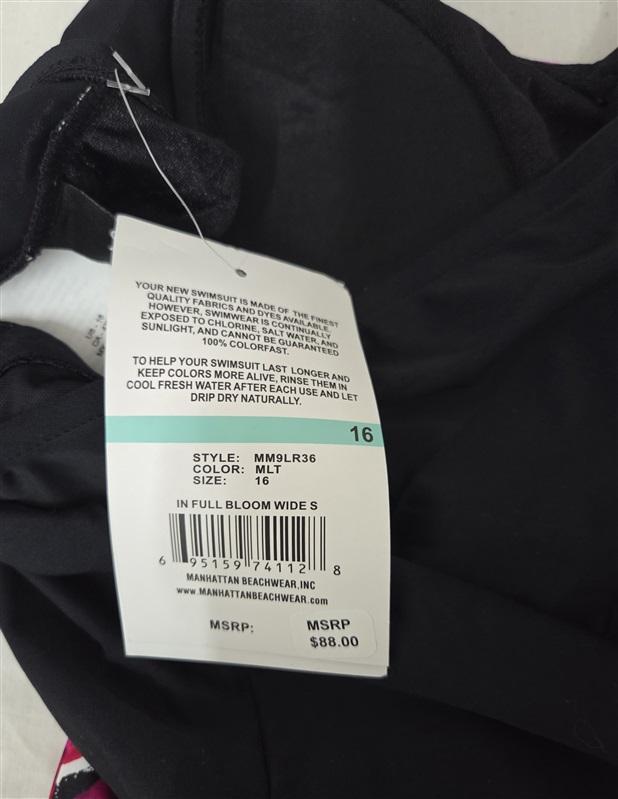 YOUR NEW SWIMSUIT IS MADE OF THE FINEST
QUALITY FABRICS AND DYES AVAILABLE.
HOWEVER, SWIMWEAR IS CONTINUALLY
EXPOSED TO CHLORINE, SALT WATER, AND
SUNLIGHT, AND CANNOT BE GUARANTEED
100% COLORFAST.
TO HELP YOUR SWIMSUIT LAST LONGER AND
KEEP COLORS MORE ALIVE, RINSE THEM IN
COOL FRESH WATER AFTER EACH USE AND LET
DRIP DRY NATURALLY.
16
STYLE: MM9LR36
COLOR: MLT
SIZE: 16
IN FULL BLOOM WIDE S
6 95159 74112 8
MANHATTAN BEACHWEAR,INC
www.MANHATTANBEACHWEAR.com
MSRP: MSRP
$88.00